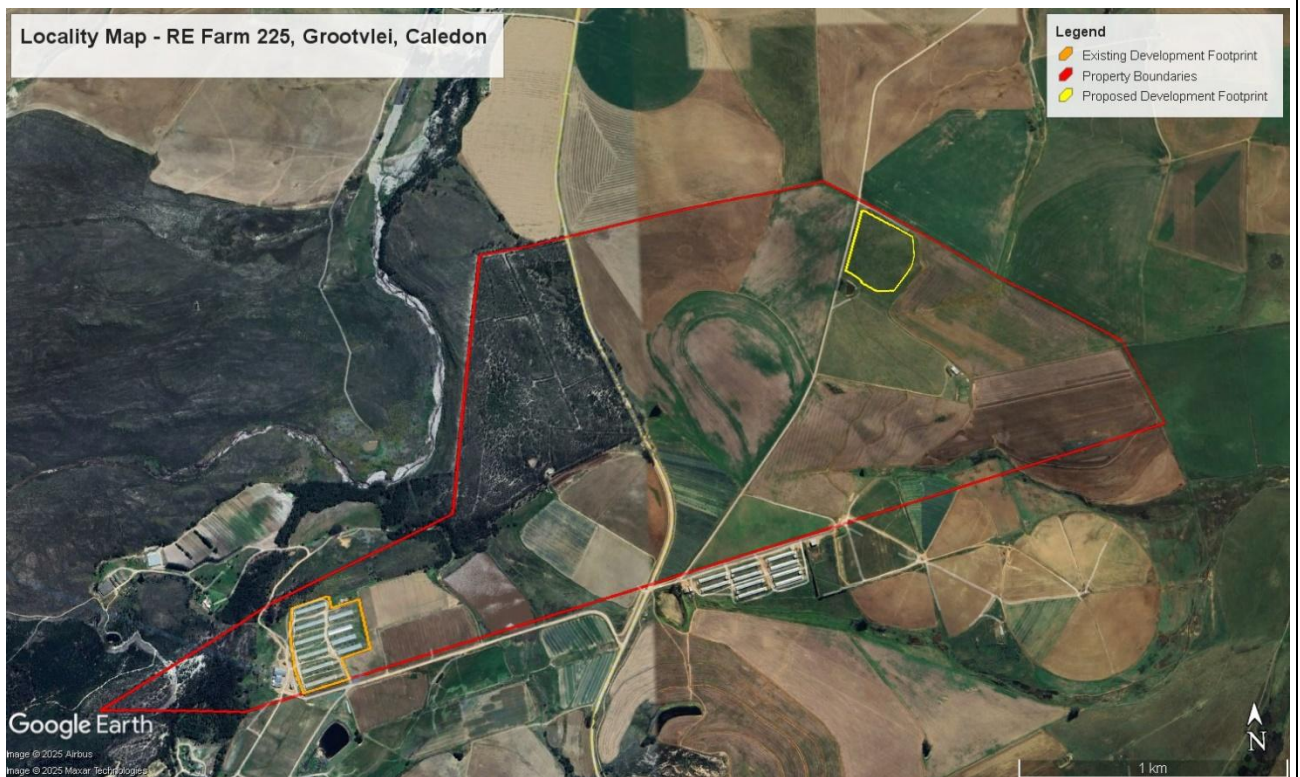 Locality Map - RE Farm 225, Grootvlei, Caledon
Legend
Existing Development Footprint
Property Boundaries
Proposed Development Footprint
Google Earth
Image © 2025 Airbus
Image © 2025 Maxar Technologies
N
1 km